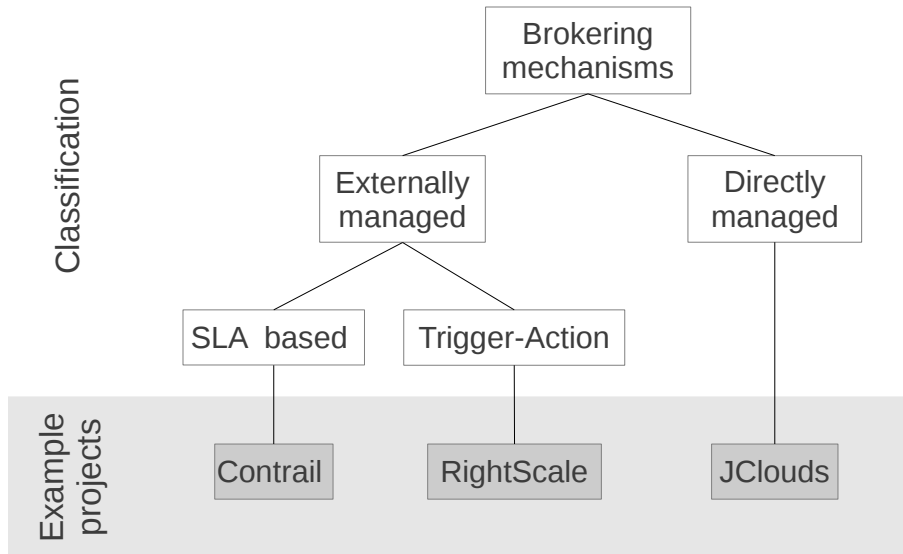 Brokering
mechanisms
Classification
Externally
managed
Directly
managed
SLA based
Trigger-Action
Example
projects
Contrail
RightScale
JClouds